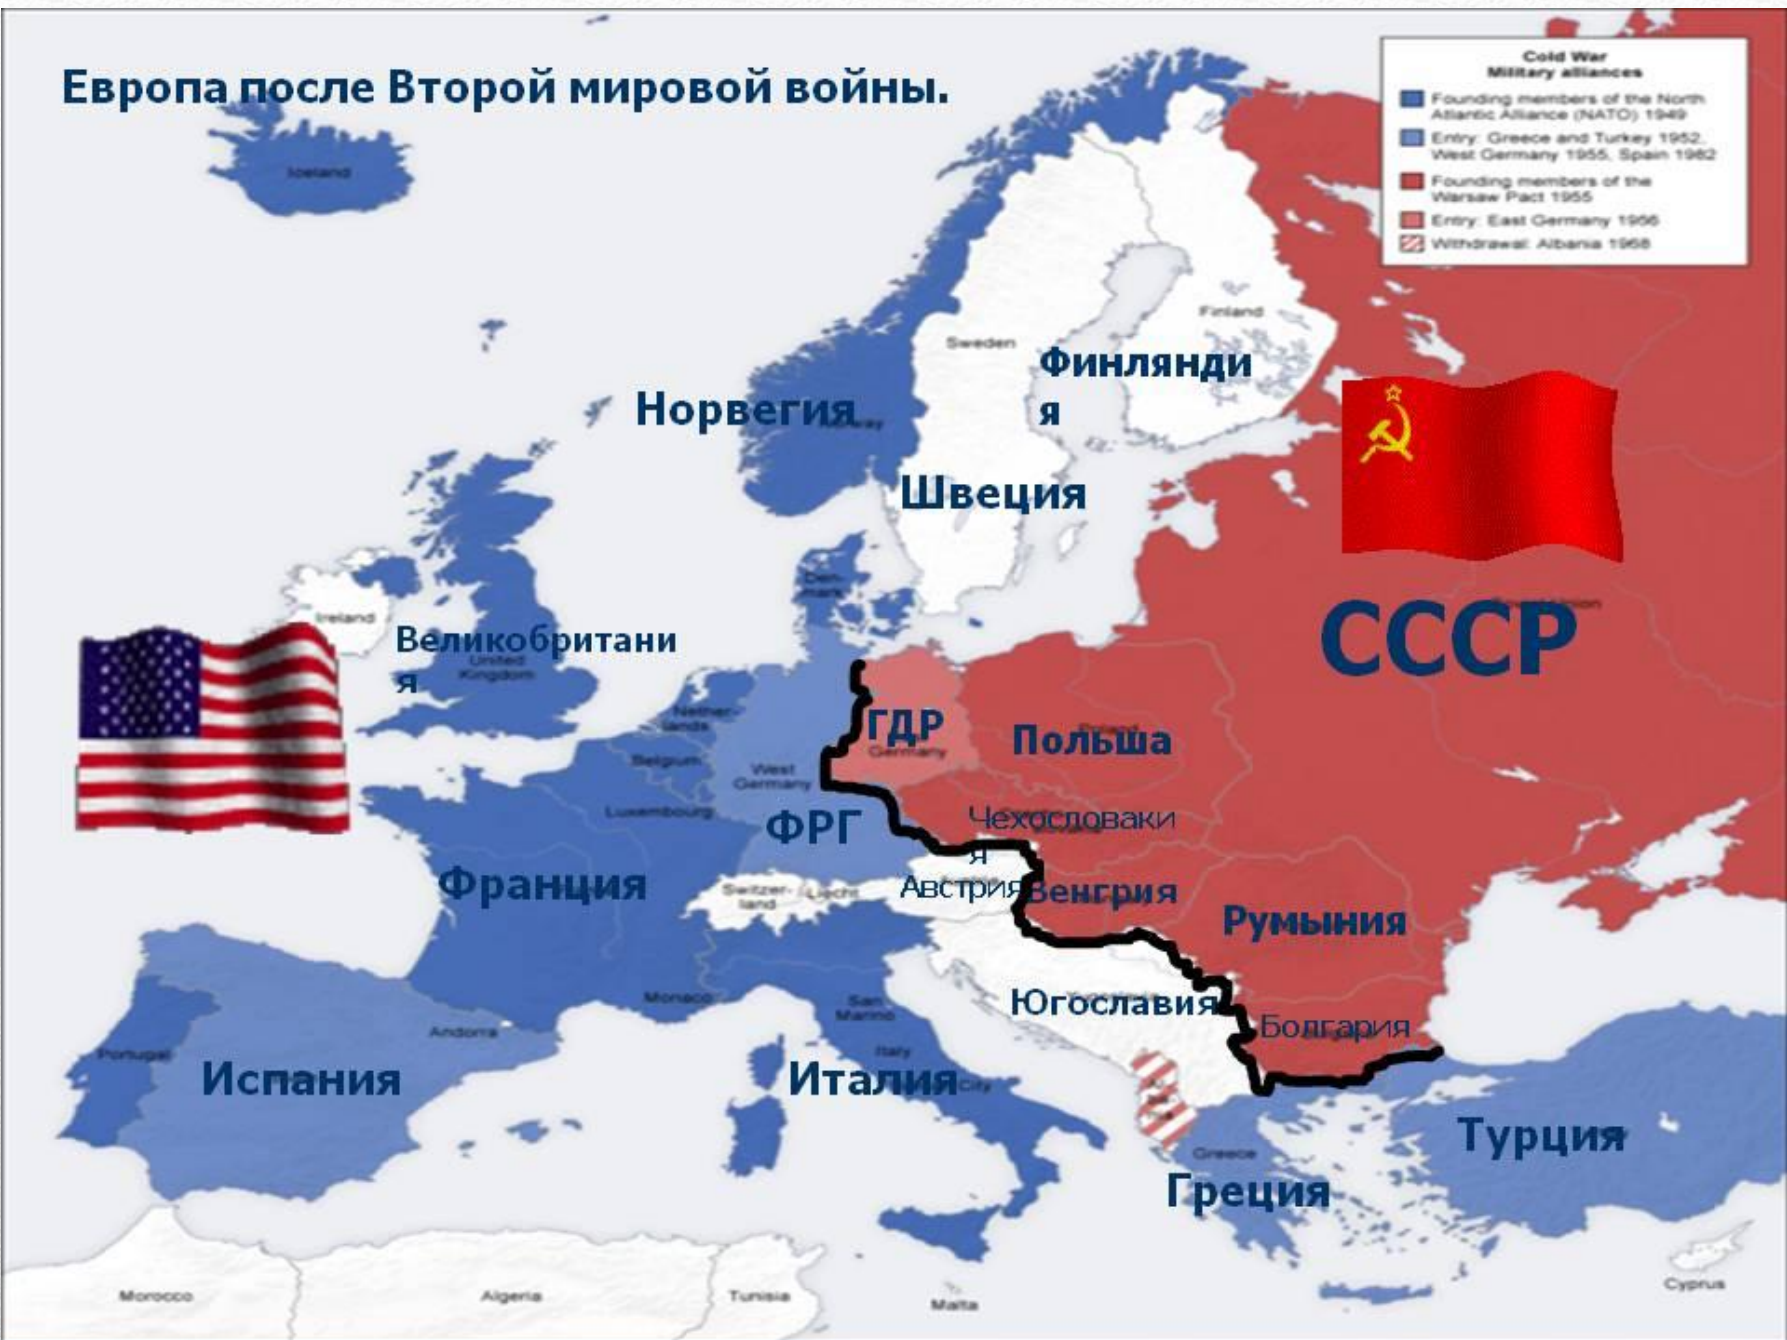 Европа после Второй мировой войны.
Cold War
Military alliances
Founding members of the North
Atlantic Alliance (NATO) 1949
Entry: Greece and Turkey 1952,
West Germany 1955, Spain 1982
Founding members of the
Warsaw Pact 1955
Entry: East Germany 1956
Withdrawal: Albania 1968
Iceland
Finland
Sweden
Финлянди
я
Норвегия
Швеция
Den-
mark
Ireland
СССР
Великобритани
я
United
Kingdom
Nether-
lands
ГДР
Germany
Польша
Poland
Belgium
West
Germany
Luxembourg
ФРГ
Чехословаки
я
Франция
Switzer-
land
Liecht
Австрия
Венгрия
Румыния
Monaco
San
Marino
Югославия
Болгария
Andorra
Portugal
Italy
Испания
Италия
City
Турция
Greece
Греция
Morocco
Algeria
Tunisia
Malta
Cyprus